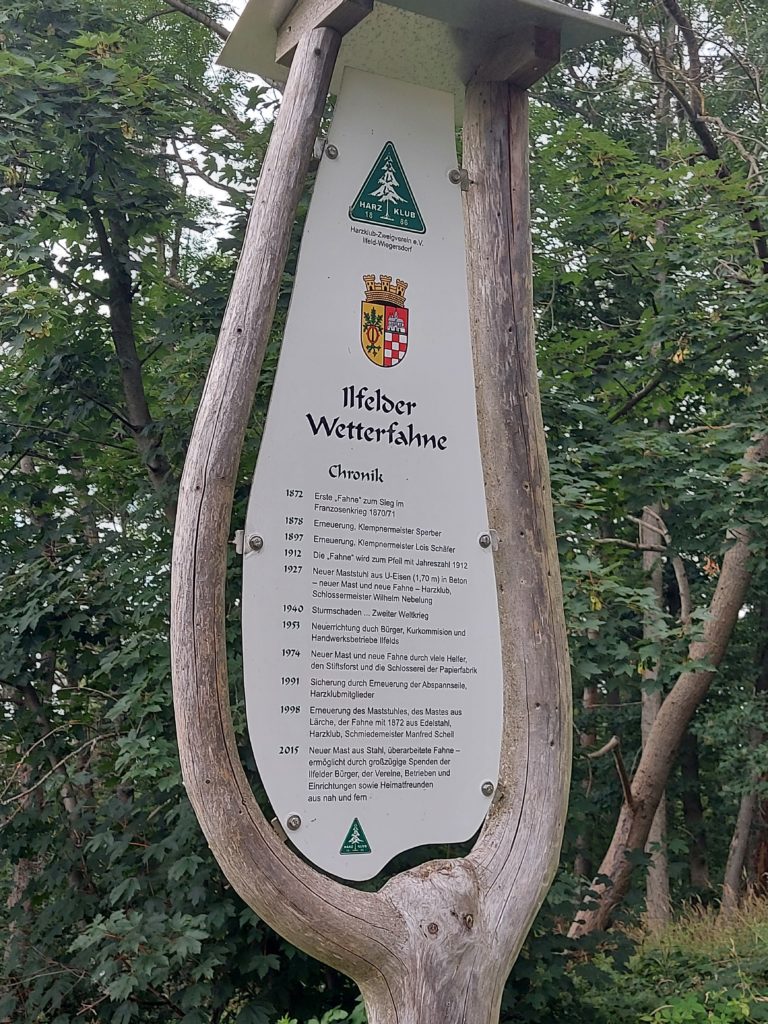 HARZ KLUB
18 86
Harzklub-Zweigverein e.V.
Ilfeld-Wiegersdorf
Ilfelder
Wetterfahne
Chronik
1872 Erste „Fahne" zum Sieg im
Franzosenkrieg 1870/71
1878 Erneuerung, Klempnermeister Sperber
1897 Erneuerung, Klempnermeister Lois Schäfer
1912 Die „Fahne" wird zum Pfeil mit Jahreszahl 1912
1927 Neuer Maststuhl aus U-Eisen (1,70 m) in Beton
– neuer Mast und neue Fahne – Harzklub,
Schlossermeister Wilhelm Nebelung
1940 Sturmschaden ... Zweiter Weltkrieg
1953 Neuerrichtung duch Bürger, Kurkommision und
Handwerksbetriebe Ilfelds
1974 Neuer Mast und neue Fahne durch viele Helfer,
den Stiftsforst und die Schlosserei der Papierfabrik
1991 Sicherung durch Erneuerung der Abspannseile,
Harzklubmitglieder
1998 Erneuerung des Maststuhles, des Mastes aus
Lärche, der Fahne mit 1872 aus Edelstahl,
Harzklub, Schmiedemeister Manfred Schell
2015 Neuer Mast aus Stahl, überarbeitete Fahne –
ermöglicht durch großzügige Spenden der
Ilfelder Bürger, der Vereine, Betrieben und
Einrichtungen sowie Heimatfreunden
aus nah und fern
HARZ KLUB